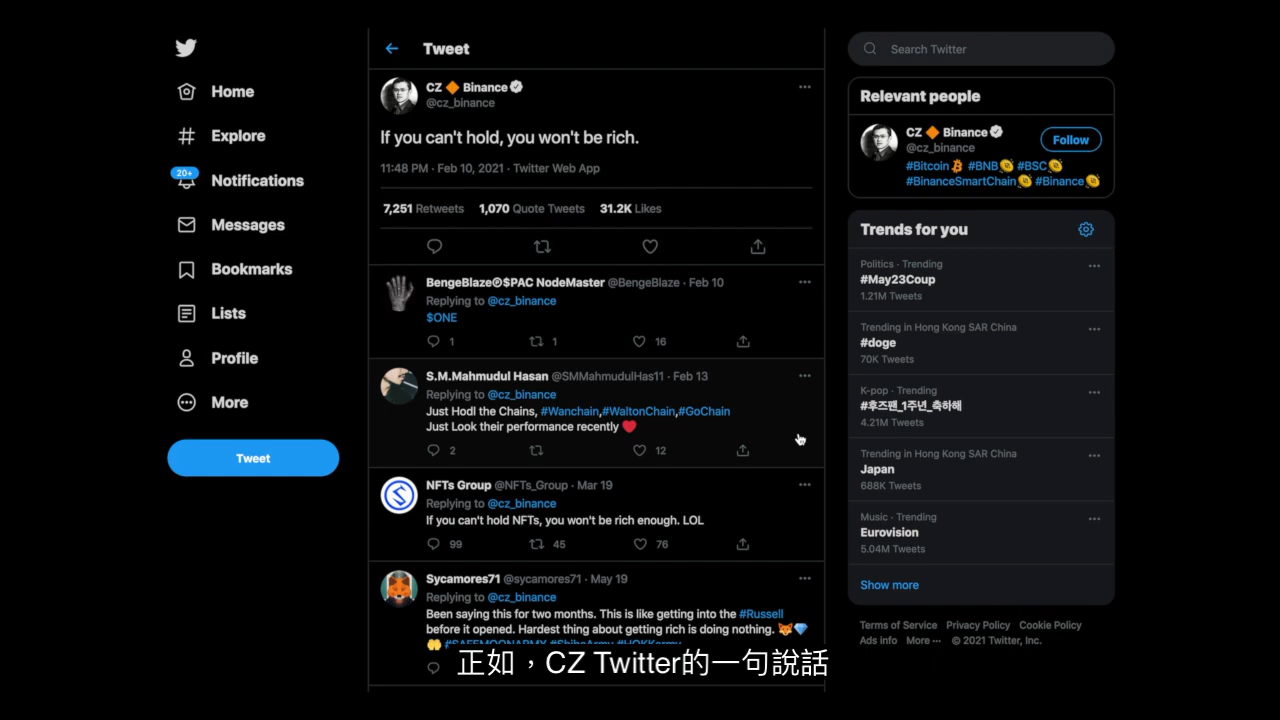 Home
Explore
20+
Notifications
Messages
Bookmarks
Lists
Profile
More
Tweet
Tweet
CZ 🔶 Binance
@cz_binance
If you can't hold, you won't be rich.
11:48 PM · Feb 10, 2021 · Twitter Web App
7,251 Retweets 1,070 Quote Tweets 31.2K Likes
BengeBlaze℗$PAC NodeMaster @BengeBlaze · Feb 10
Replying to @cz_binance
$ONE
1 1 16
S.M.Mahmudul Hasan @SMMahmudulHas11 · Feb 13
Replying to @cz_binance
Just Hodl the Chains, #Wanchain,#WaltonChain,#GoChain
Just Look their performance recently ❤️
2 12
NFTs Group @NFTs_Group · Mar 19
Replying to @cz_binance
If you can't hold NFTs, you won't be rich enough. LOL
99 45 76
Sycamores71 @sycamores71 · May 19
Replying to @cz_binance
Been saying this for two months. This is like getting into the #Russell
before it opened. Hardest thing about getting rich is doing nothing. 🦊💎
🤲 #SAFEMOONARMY #ShibaArmy #HOKKarmy
正如，CZ Twitter的一句說話
Search Twitter
Relevant people
CZ 🔶 Binance
@cz_binance
Follow
#Bitcoin #BNB #BSC
#BinanceSmartChain #Binance
Trends for you
Politics · Trending
#May23Coup
1.21M Tweets
Trending in Hong Kong SAR China
#doge
70K Tweets
K-pop · Trending
#후즈팬_1주년_축하해
4.21M Tweets
Trending in Hong Kong SAR China
Japan
688K Tweets
Music · Trending
Eurovision
5.04M Tweets
Show more
Terms of Service Privacy Policy Cookie Policy
Ads info More ··· © 2021 Twitter, Inc.